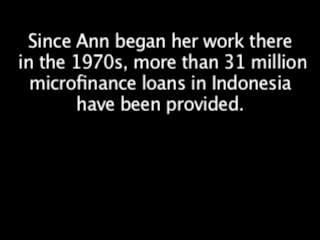 Since Ann began her work there
in the 1970s, more than 31 million
microfinance loans in Indonesia
have been provided.